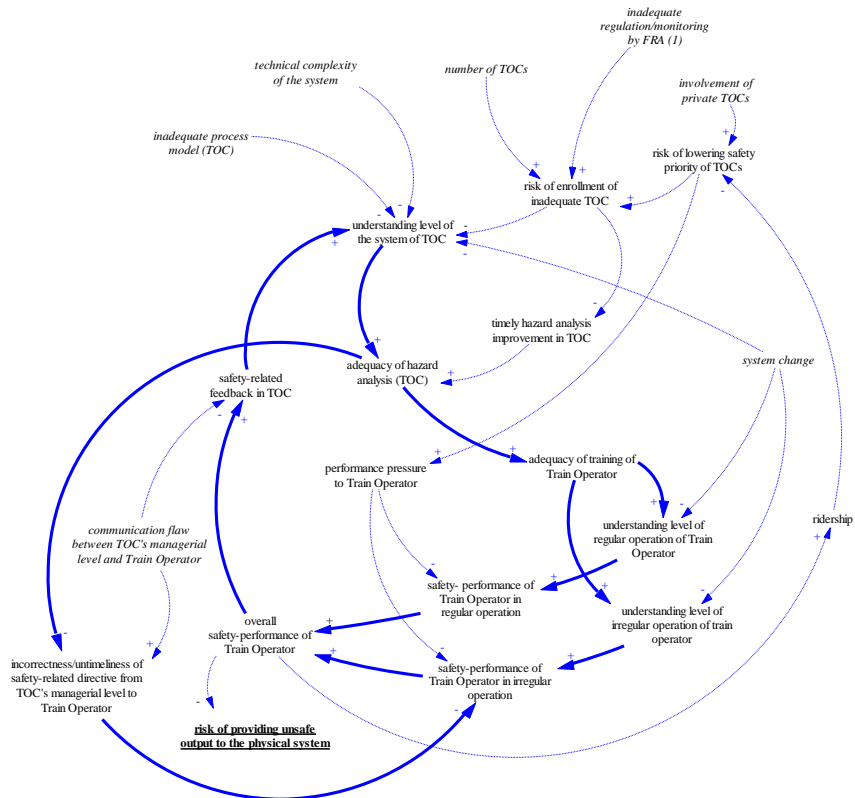 inadequate
regulation/monitoring
by FRA (1)
technical complexity
of the system
number of TOCs
involvement of
private TOCs
inadequate process
model (TOC)
risk of lowering safety
priority of TOCs
risk of enrollment of
inadequate TOC
understanding level of
the system of TOC
timely hazard analysis
improvement in TOC
system change
adequacy of hazard
analysis (TOC)
safety-related
feedback in TOC
performance pressure
to Train Operator
adequacy of training of
Train Operator
understanding level of
regular operation of Train
Operator
ridership
communication flaw
between TOC's managerial
level and Train Operator
safety- performance of
Train Operator in
regular operation
understanding level of
irregular operation of train
operator
overall
safety-performance of
Train Operator
incorrectness/untimeliness of
safety-related directive from
TOC's managerial level to
Train Operator
safety-performance of
Train Operator in irregular
operation
risk of providing unsafe
output to the physical system